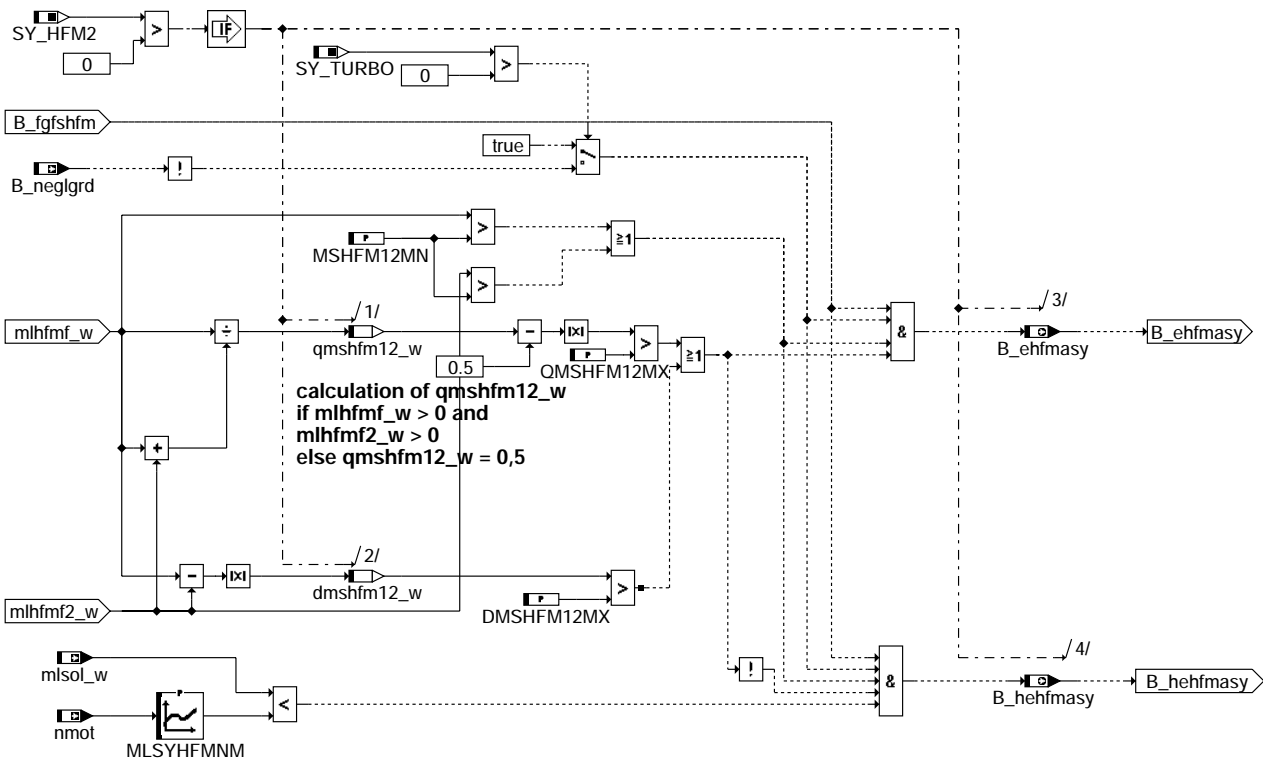 SY_HFM2
>
IF
0
SY_TURBO
0
>
B_fgfshfm
true
B_neglgrd
!
>
P
MSHFM12MN
≧1
>
/1/
mlhfmf_w
÷
qmshfm12_w
−
|x|
>
P
QMSHFM12MX
≧1
0.5
&
/3/
B_ehfmasy
B_ehfmasy
calculation of qmshfm12_w
if mlhfmf_w > 0 and
mlhfmf2_w > 0
else qmshfm12_w = 0,5
+
/2/
−
|x|
dmshfm12_w
>
P
DMSHFM12MX
mlhfmf2_w
mlsol_w
!
&
/4/
B_hehfmasy
B_hehfmasy
P
<
nmot
MLSYHFMNM